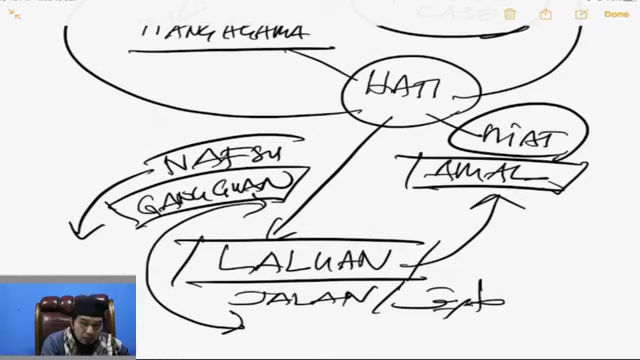 Done
HATI
NIAT
NAFSU
AMAL
GANGGUAN
LALUAN
JALAN